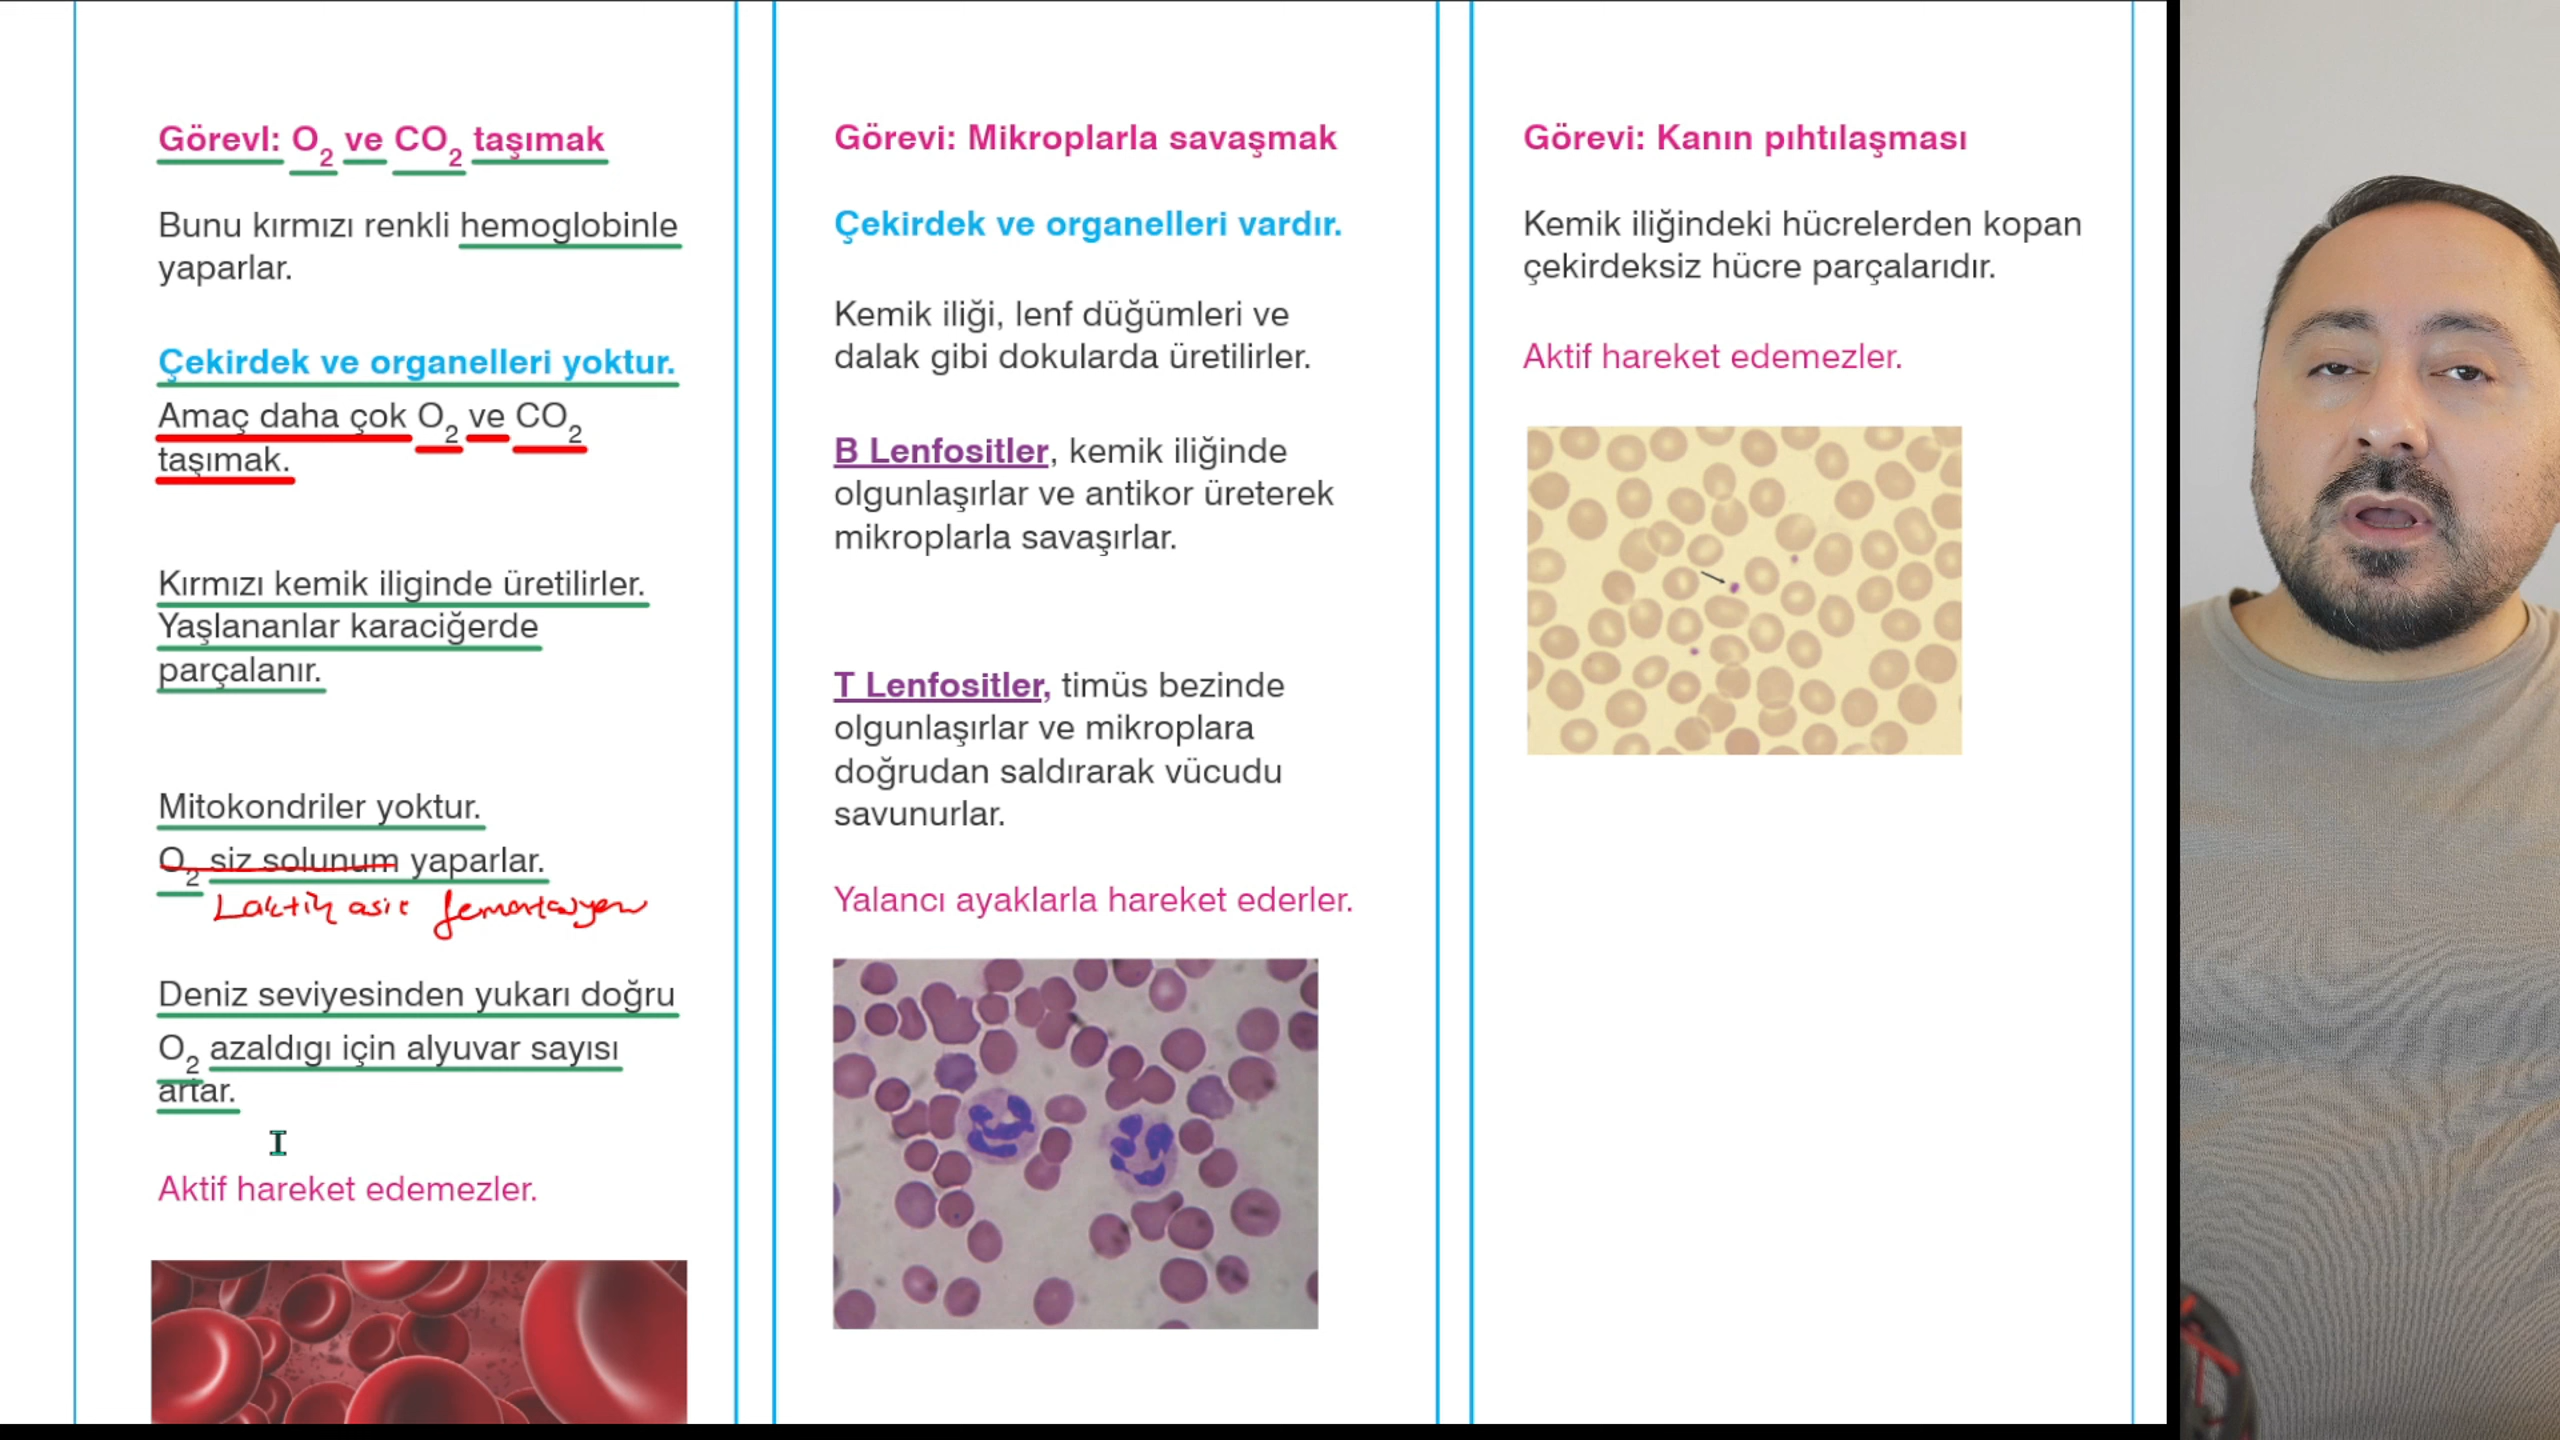 Görevl: O2 ve CO2 taşımak
Bunu kırmızı renkli hemoglobinle
yaparlar.
Çekirdek ve organelleri yoktur.
Amaç daha çok O2 ve CO2
taşımak.
Kırmızı kemik iliginde üretilirler.
Yaşlananlar karaciğerde
parçalanır.
Mitokondriler yoktur.
O2 siz solunum yaparlar.
Laktik asit fermantasyon
Deniz seviyesinden yukarı doğru
O2 azaldıgı için alyuvar sayısı
artar.
Aktif hareket edemezler.
Görevi: Mikroplarla savaşmak
Çekirdek ve organelleri vardır.
Kemik iliği, lenf düğümleri ve
dalak gibi dokularda üretilirler.
B Lenfositler, kemik iliğinde
olgunlaşırlar ve antikor üreterek
mikroplarla savaşırlar.
T Lenfositler, timüs bezinde
olgunlaşırlar ve mikroplara
doğrudan saldırarak vücudu
savunurlar.
Yalancı ayaklarla hareket ederler.
Görevi: Kanın pıhtılaşması
Kemik iliğindeki hücrelerden kopan
çekirdeksiz hücre parçalarıdır.
Aktif hareket edemezler.